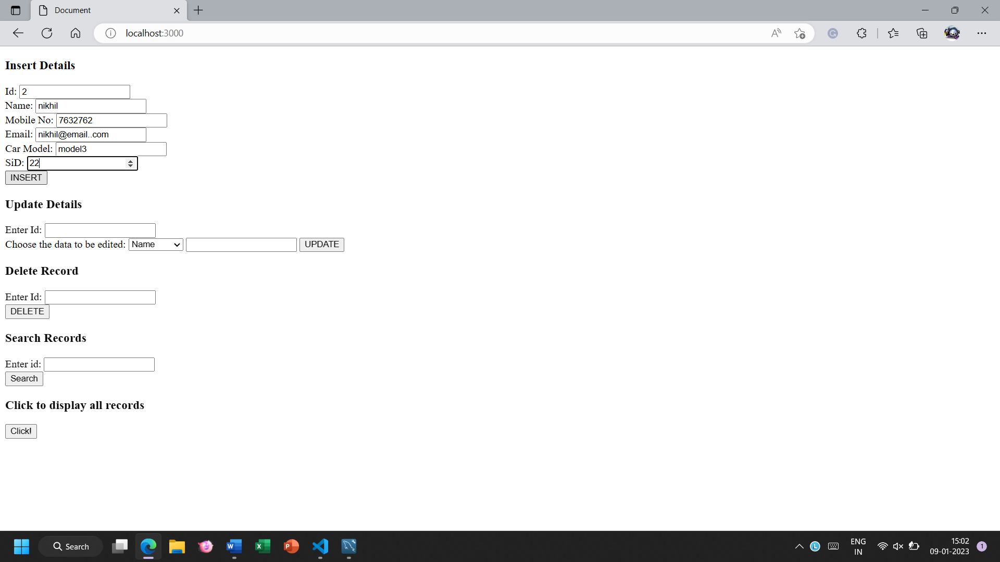 Document
localhost:3000
Insert Details
Id: 2
Name: nikhil
Mobile No: 7632762
Email: nikhil@email..com
Car Model: model3
SiD: 22
INSERT
Update Details
Enter Id:
Choose the data to be edited: Name UPDATE
Delete Record
Enter Id:
DELETE
Search Records
Enter id:
Search
Click to display all records
Click!
Search
ENG
IN
15:02
09-01-2023
1